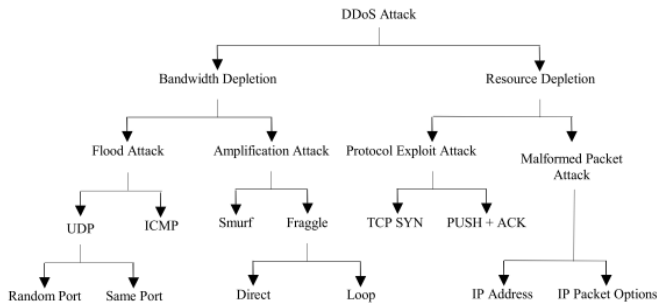 DDoS Attack
Bandwidth Depletion
Resource Depletion
Flood Attack
Amplification Attack
Protocol Exploit Attack
Malformed Packet
Attack
UDP
ICMP
Smurf
Fraggle
TCP SYN
PUSH + ACK
Random Port
Same Port
Direct
Loop
IP Address
IP Packet Options